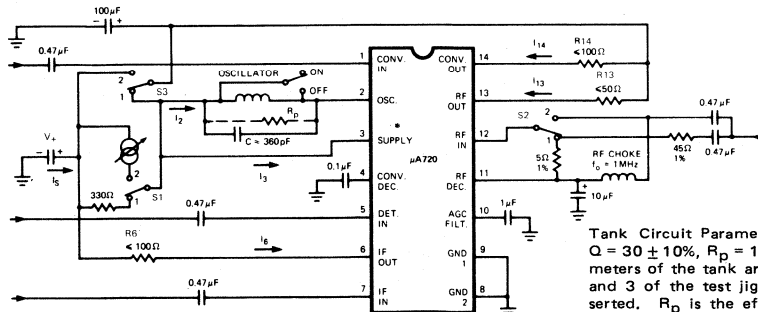 100μF
0.47μF
1 CONV. IN
CONV. OUT 14
I14
R14
≤100Ω
2
S3
1
OSCILLATOR
ON
OFF
I2
RP
C ≈ 360pF
2 OSC.
RF OUT 13
I13
R13
≤50Ω
V+
IS
2
S1
1
330Ω
I3
3 SUPPLY
*
μA720
RF IN 12
S2
2
1
0.47μF
45Ω
1%
0.47μF
5Ω
1%
RF CHOKE
fo = 1MHz
0.1μF
4 CONV. DEC.
RF DEC. 11
10μF
0.47μF
5 DET. IN
AGC FILT. 10
1μF
R6
≤ 100Ω
I6
6 IF OUT
GND 1 9
0.47μF
7 IF IN
GND 2 8
Tank Circuit Parame
Q = 30 ± 10%, Rp = 1
meters of the tank ar
and 3 of the test jig
serted. Rp is the ef